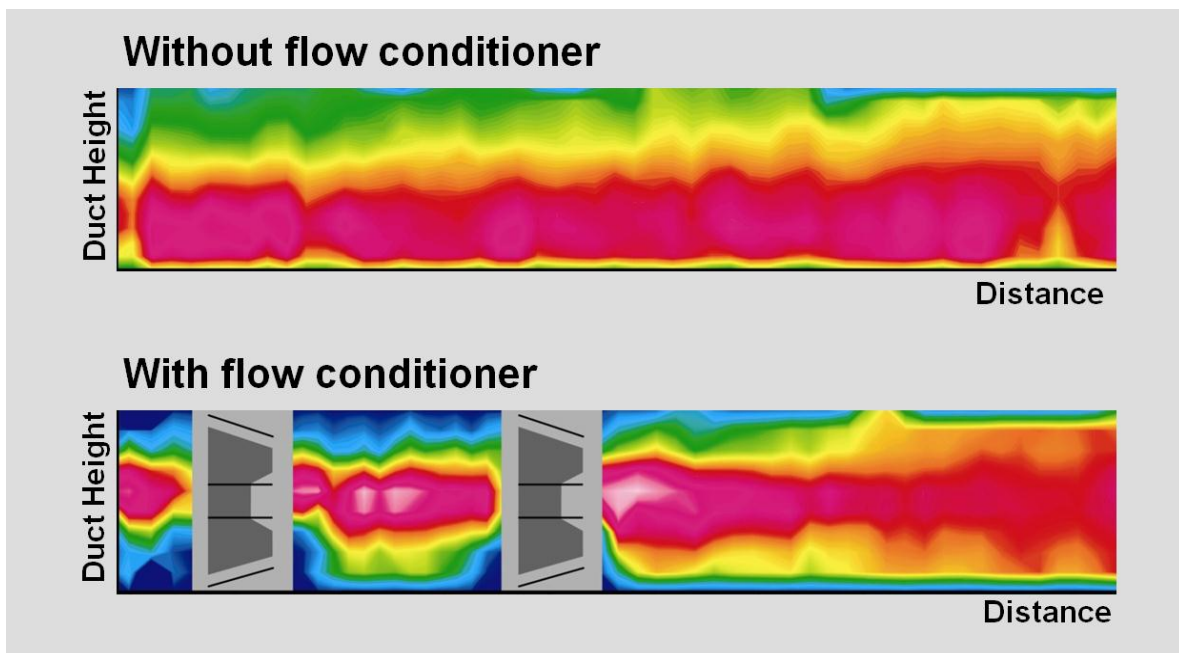 Without flow conditioner
Duct Height
Distance
With flow conditioner
Duct Height
Distance